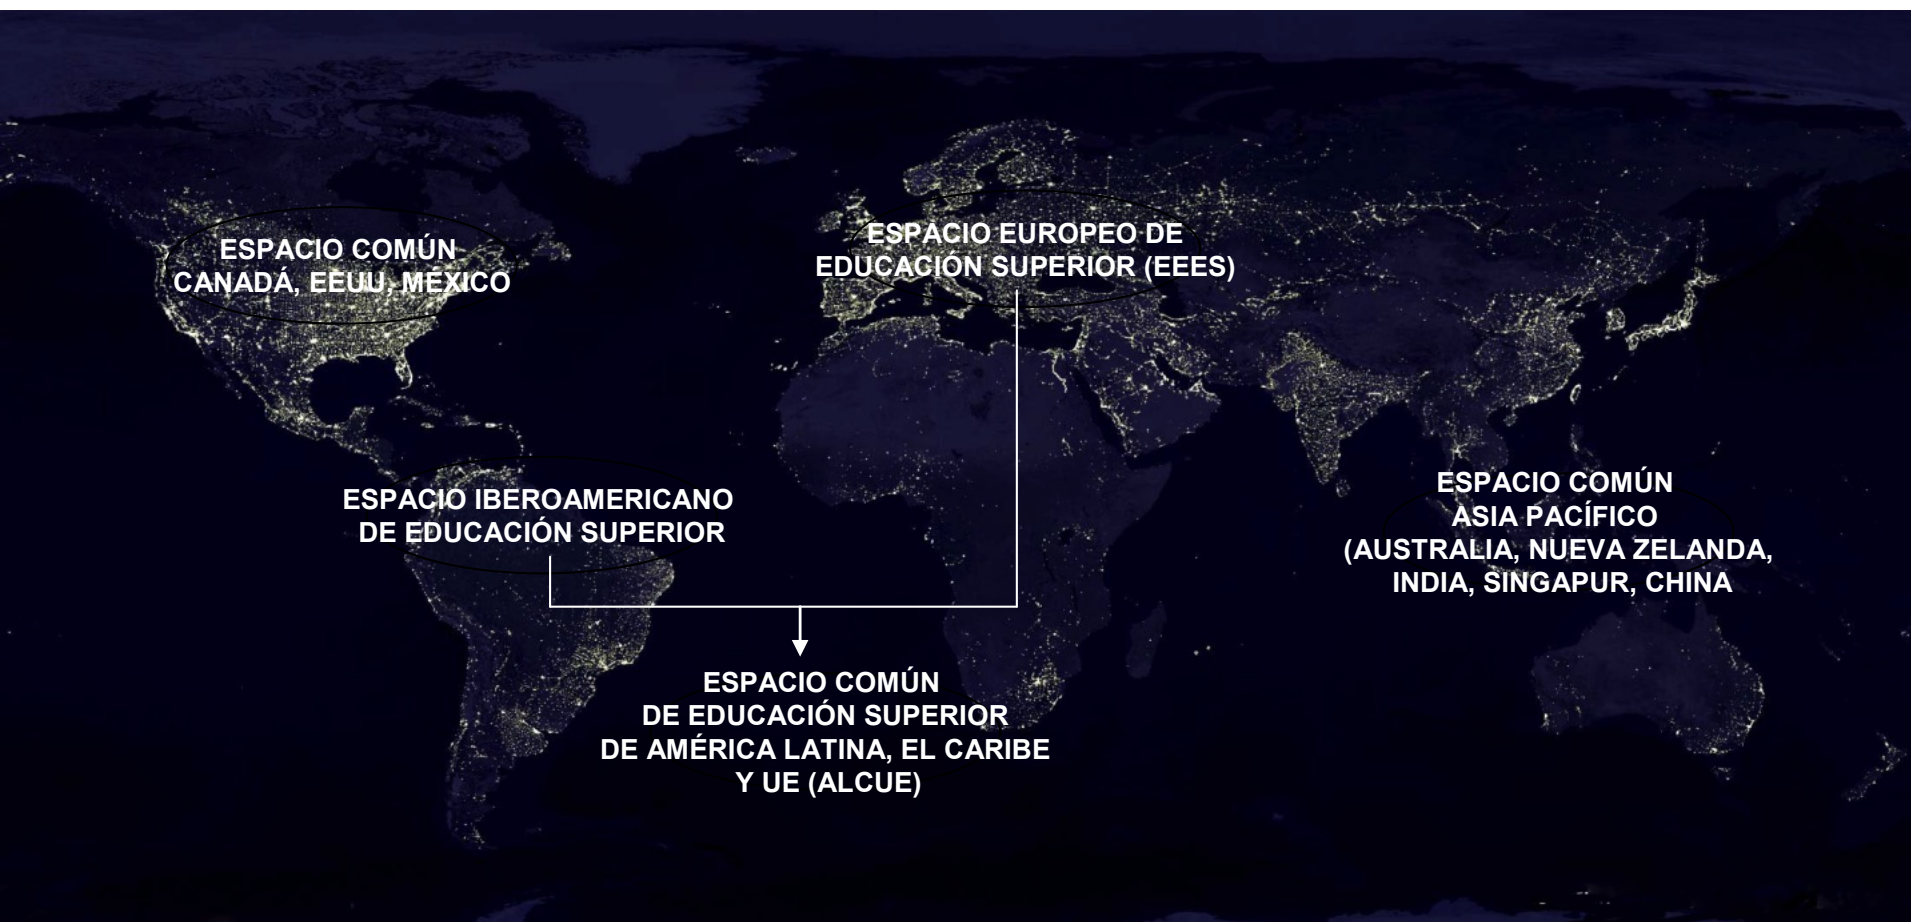 ESPACIO COMÚN
CANADÁ, EEUU, MÉXICO
ESPACIO EUROPEO DE
EDUCACIÓN SUPERIOR (EEES)
ESPACIO IBEROAMERICANO
DE EDUCACIÓN SUPERIOR
ESPACIO COMÚN
ASIA PACÍFICO
(AUSTRALIA, NUEVA ZELANDA,
INDIA, SINGAPUR, CHINA
ESPACIO COMÚN
DE EDUCACIÓN SUPERIOR
DE AMÉRICA LATINA, EL CARIBE
Y UE (ALCUE)